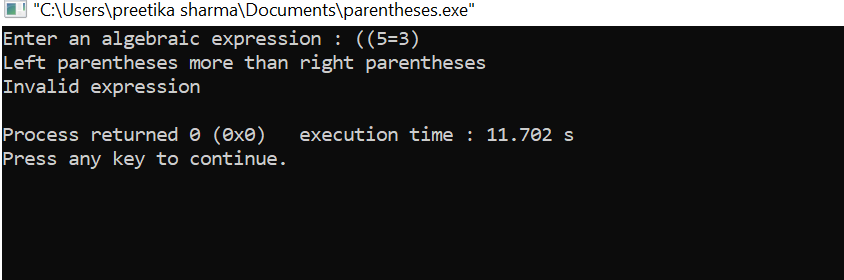 "C:\Users\preetika sharma\Documents\parentheses.exe"
Enter an algebraic expression : ((5=3)
Left parentheses more than right parentheses
Invalid expression
Process returned 0 (0x0)   execution time : 11.702 s
Press any key to continue.